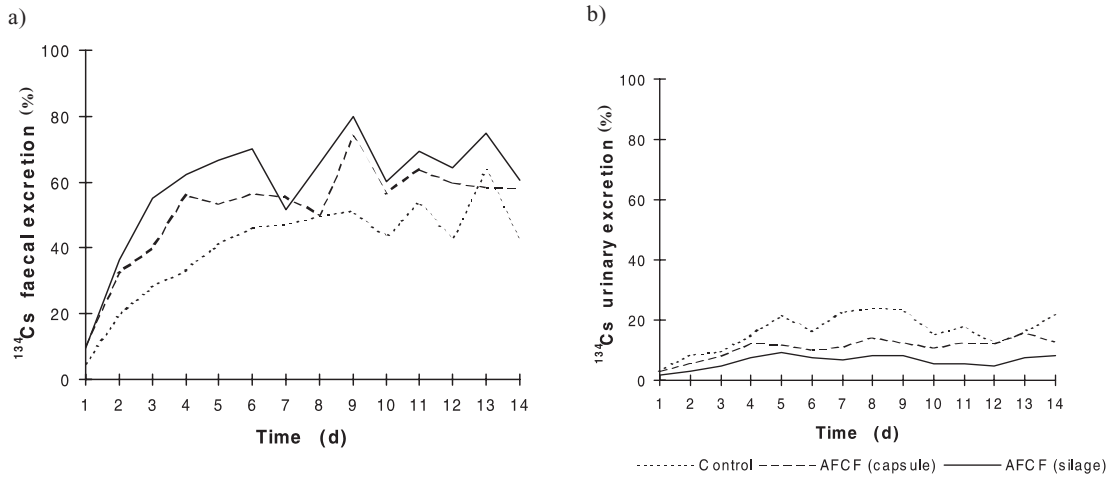 a)
¹³⁴Cs faecal excretion (%)
100
80
60
40
20
0
1 2 3 4 5 6 7 8 9 10 11 12 13 14
Time (d)
b)
¹³⁴Cs urinary excretion (%)
100
80
60
40
20
0
1 2 3 4 5 6 7 8 9 10 11 12 13 14
Time (d)
Control AFCF (capsule) AFCF (silage)